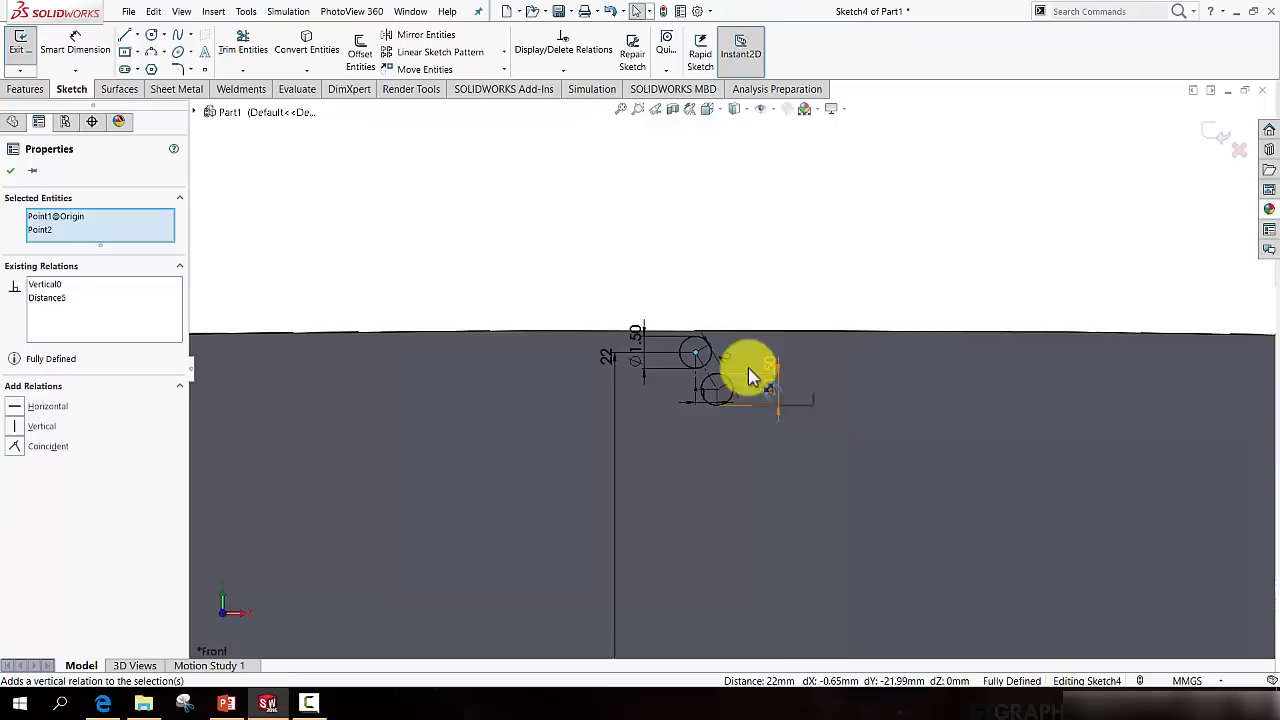 SOLIDWORKS File Edit View Insert Tools Simulation PhotoView 360 Window Help Sketch4 of Part1 * Search Commands ?
Exit... Smart Dimension Trim Entities Convert Entities Offset Entities Mirror Entities Linear Sketch Pattern Move Entities Display/Delete Relations Repair Sketch Qui... Rapid Sketch Instant2D
Features Sketch Surfaces Sheet Metal Weldments Evaluate DimXpert Render Tools SOLIDWORKS Add-Ins Simulation SOLIDWORKS MBD Analysis Preparation
Part1 (Default<<De...
Properties
Selected Entities
Point1@Origin
Point2
Existing Relations
Vertical0
Distance5
Fully Defined
Add Relations
Horizontal
Vertical
Coincident
22
Ø1.50
*Front
Model 3D Views Motion Study 1
Adds a vertical relation to the selection(s) Distance: 22mm dX: -0.65mm dY: -21.99mm dZ: 0mm Fully Defined Editing Sketch4 MMGS